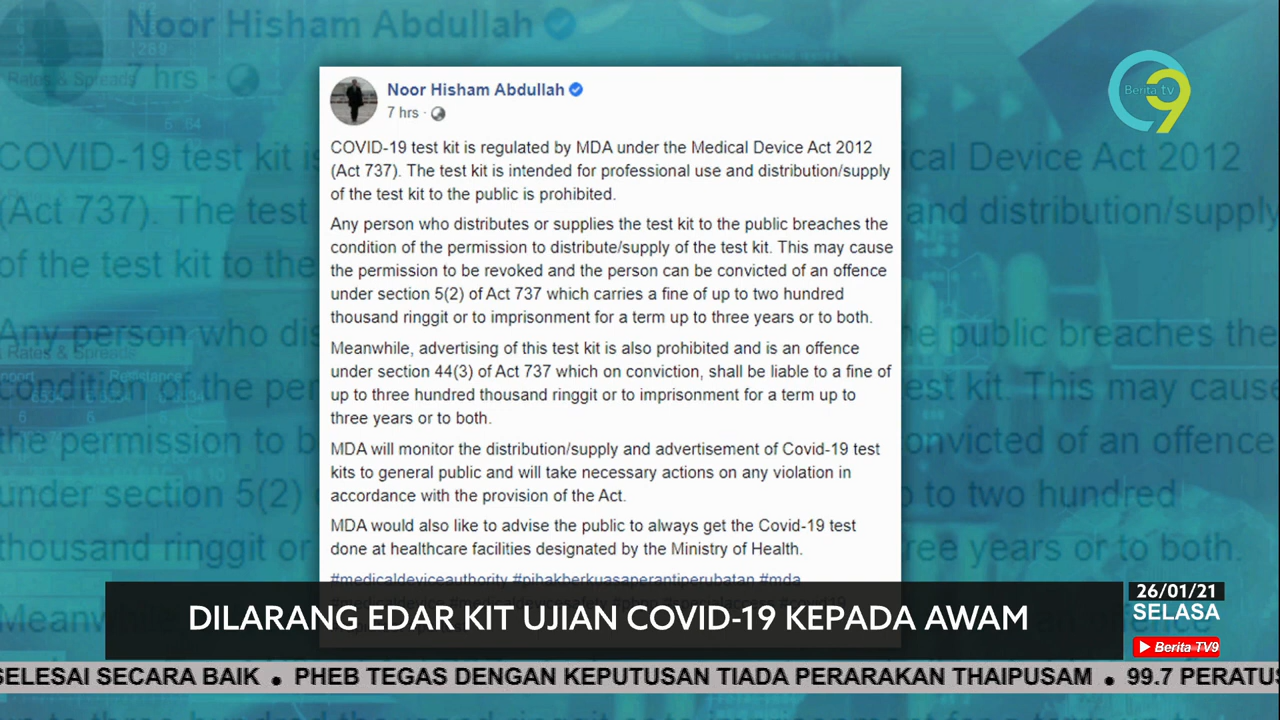 Noor Hisham Abdullah
7 hrs
Berita tv
9
Noor Hisham Abdullah
7 hrs ·
COVID-19 test kit is regulated by MDA under the Medical Device Act 2012
(Act 737). The test kit is intended for professional use and distribution/supply
of the test kit to the public is prohibited.
Any person who distributes or supplies the test kit to the public breaches the
condition of the permission to distribute/supply of the test kit. This may cause
the permission to be revoked and the person can be convicted of an offence
under section 5(2) of Act 737 which carries a fine of up to two hundred
thousand ringgit or to imprisonment for a term up to three years or to both.
Meanwhile, advertising of this test kit is also prohibited and is an offence
under section 44(3) of Act 737 which on conviction, shall be liable to a fine of
up to three hundred thousand ringgit or to imprisonment for a term up to
three years or to both.
MDA will monitor the distribution/supply and advertisement of Covid-19 test
kits to general public and will take necessary actions on any violation in
accordance with the provision of the Act.
MDA would also like to advise the public to always get the Covid-19 test
done at healthcare facilities designated by the Ministry of Health.
#medicaldeviceauthority #pihakberkuasaperantiperubatan #mda
DILARANG EDAR KIT UJIAN COVID-19 KEPADA AWAM
26/01/21
SELASA
Berita TV9
SELESAI SECARA BAIK • PHEB TEGAS DENGAN KEPUTUSAN TIADA PERARAKAN THAIPUSAM • 99.7 PERATUS